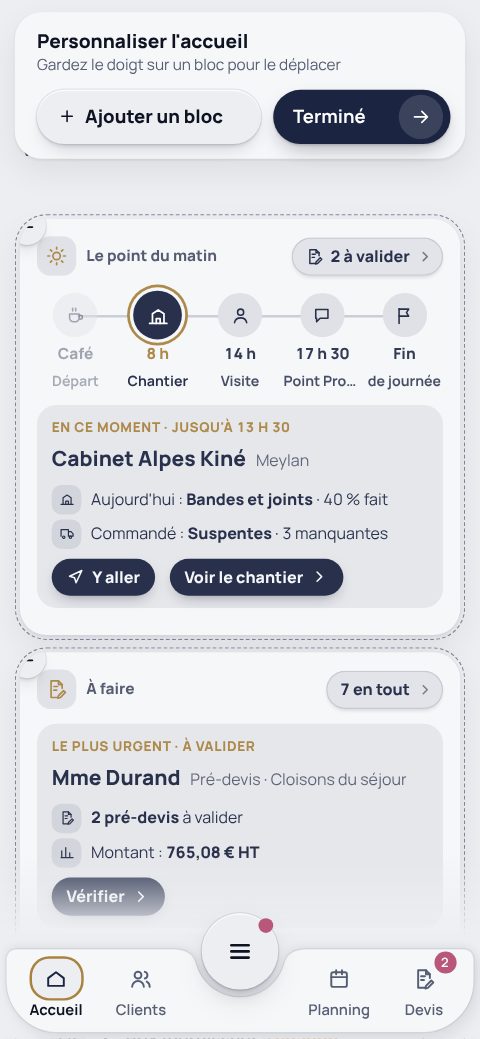 Personnaliser l'accueil
Gardez le doigt sur un bloc pour le déplacer
+ Ajouter un bloc
Terminé
Le point du matin
2 à valider
Café
8 h
14 h
17 h 30
Fin
Départ
Chantier
Visite
Point Pro...
de journée
EN CE MOMENT · JUSQU'À 13 H 30
Cabinet Alpes Kiné Meylan
Aujourd'hui : Bandes et joints · 40 % fait
Commandé : Suspentes · 3 manquantes
Y aller
Voir le chantier
À faire
7 en tout
LE PLUS URGENT · À VALIDER
Mme Durand Pré-devis · Cloisons du séjour
2 pré-devis à valider
Montant : 765,08 € HT
Vérifier
2
Accueil
Clients
Planning
Devis